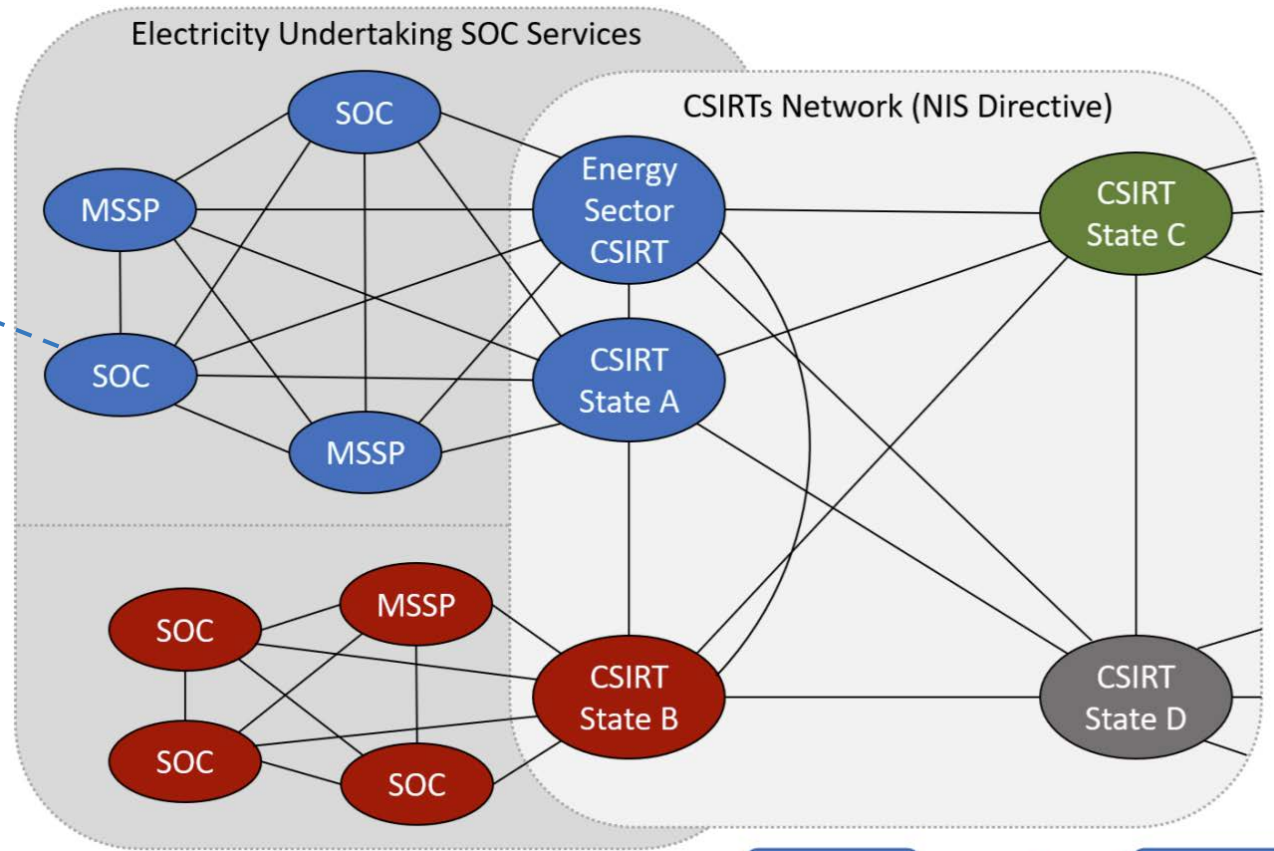 Electricity Undertaking SOC Services
CSIRTs Network (NIS Directive)
SOC
MSSP
Energy
Sector
CSIRT
CSIRT
State C
SOC
CSIRT
State A
MSSP
SOC
MSSP
CSIRT
State B
CSIRT
State D
SOC
SOC